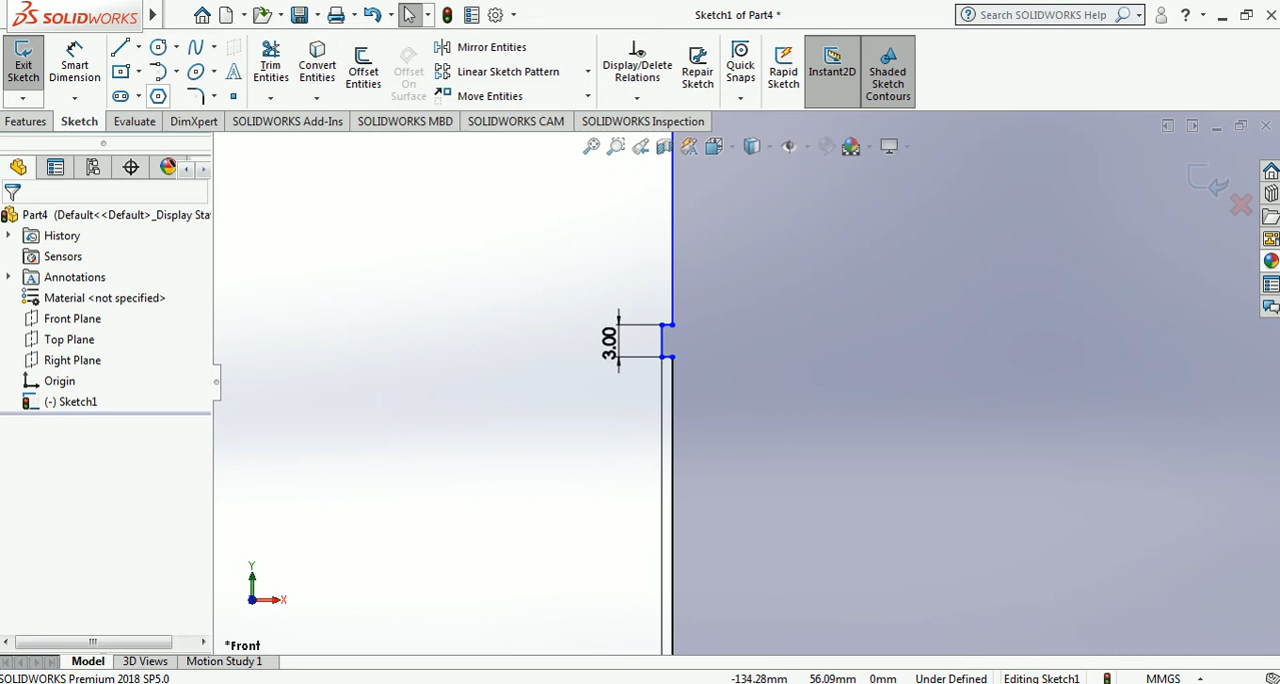 SOLIDWORKS
Sketch1 of Part4 *
Search SOLIDWORKS Help
?
Exit Sketch
Smart Dimension
Trim Entities
Convert Entities
Offset Entities
Offset On Surface
Mirror Entities
Linear Sketch Pattern
Move Entities
Display/Delete Relations
Repair Sketch
Quick Snaps
Rapid Sketch
Instant2D
Shaded Sketch Contours
Features
Sketch
Evaluate
DimXpert
SOLIDWORKS Add-Ins
SOLIDWORKS MBD
SOLIDWORKS CAM
SOLIDWORKS Inspection
Part4 (Default<<Default>_Display Sta
History
Sensors
Annotations
Material <not specified>
Front Plane
Top Plane
Right Plane
Origin
(-) Sketch1
3.00
Y
X
*Front
Model
3D Views
Motion Study 1
SOLIDWORKS Premium 2018 SP5.0
-134.28mm
56.09mm
0mm
Under Defined
Editing Sketch1
MMGS